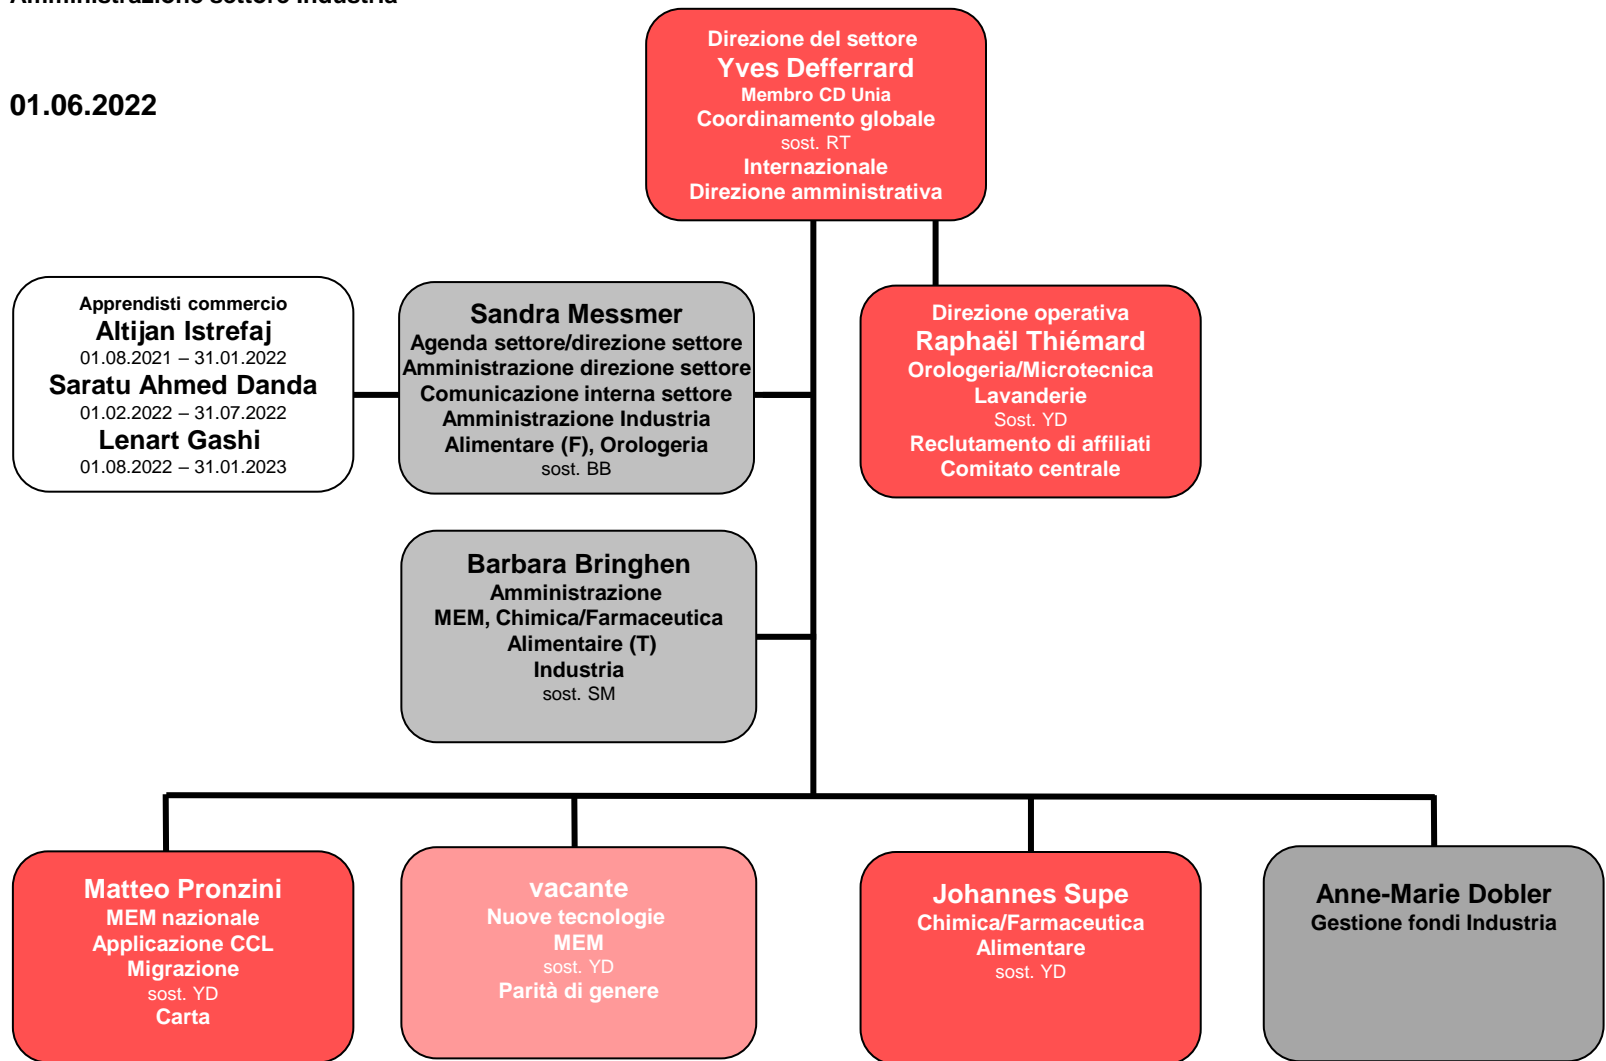 Amministrazione settore Industria
01.06.2022
Direzione del settore
Yves Defferrard
Membro CD Unia
Coordinamento globale
sost. RT
Internazionale
Direzione amministrativa
Apprendisti commercio
Altijan Istrefaj
01.08.2021 – 31.01.2022
Saratu Ahmed Danda
01.02.2022 – 31.07.2022
Lenart Gashi
01.08.2022 – 31.01.2023
Sandra Messmer
Agenda settore/direzione settore
Amministrazione direzione settore
Comunicazione interna settore
Amministrazione Industria
Alimentare (F), Orologeria
sost. BB
Direzione operativa
Raphaël Thiémard
Orologeria/Microtecnica
Lavanderie
Sost. YD
Reclutamento di affiliati
Comitato centrale
Barbara Bringhen
Amministrazione
MEM, Chimica/Farmaceutica
Alimentaire (T)
Industria
sost. SM
Matteo Pronzini
MEM nazionale
Applicazione CCL
Migrazione
sost. YD
Carta
vacante
Nuove tecnologie
MEM
sost. YD
Parità di genere
Johannes Supe
Chimica/Farmaceutica
Alimentare
sost. YD
Anne-Marie Dobler
Gestione fondi Industria